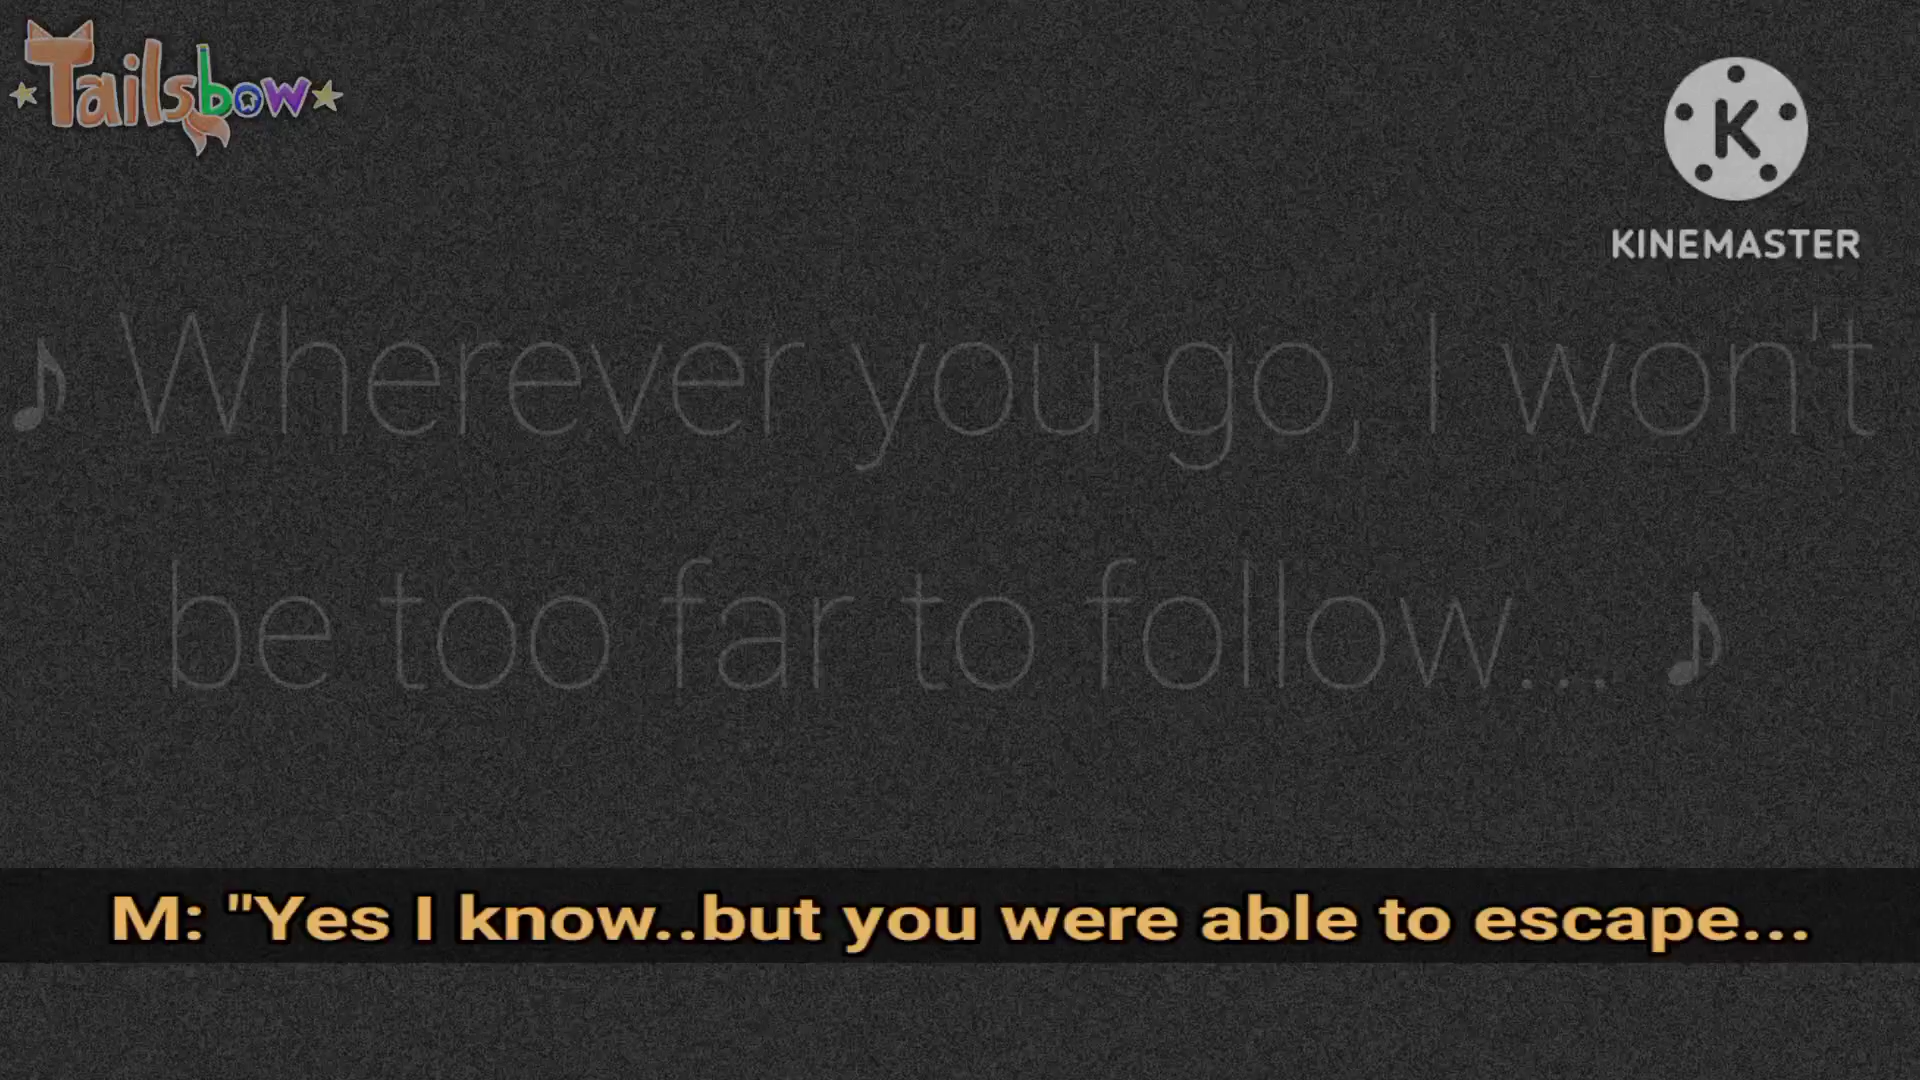 Tailsbow
KINEMASTER
♪ Wherever you go, I won't
be too far to follow... ♪
M: "Yes I know..but you were able to escape...